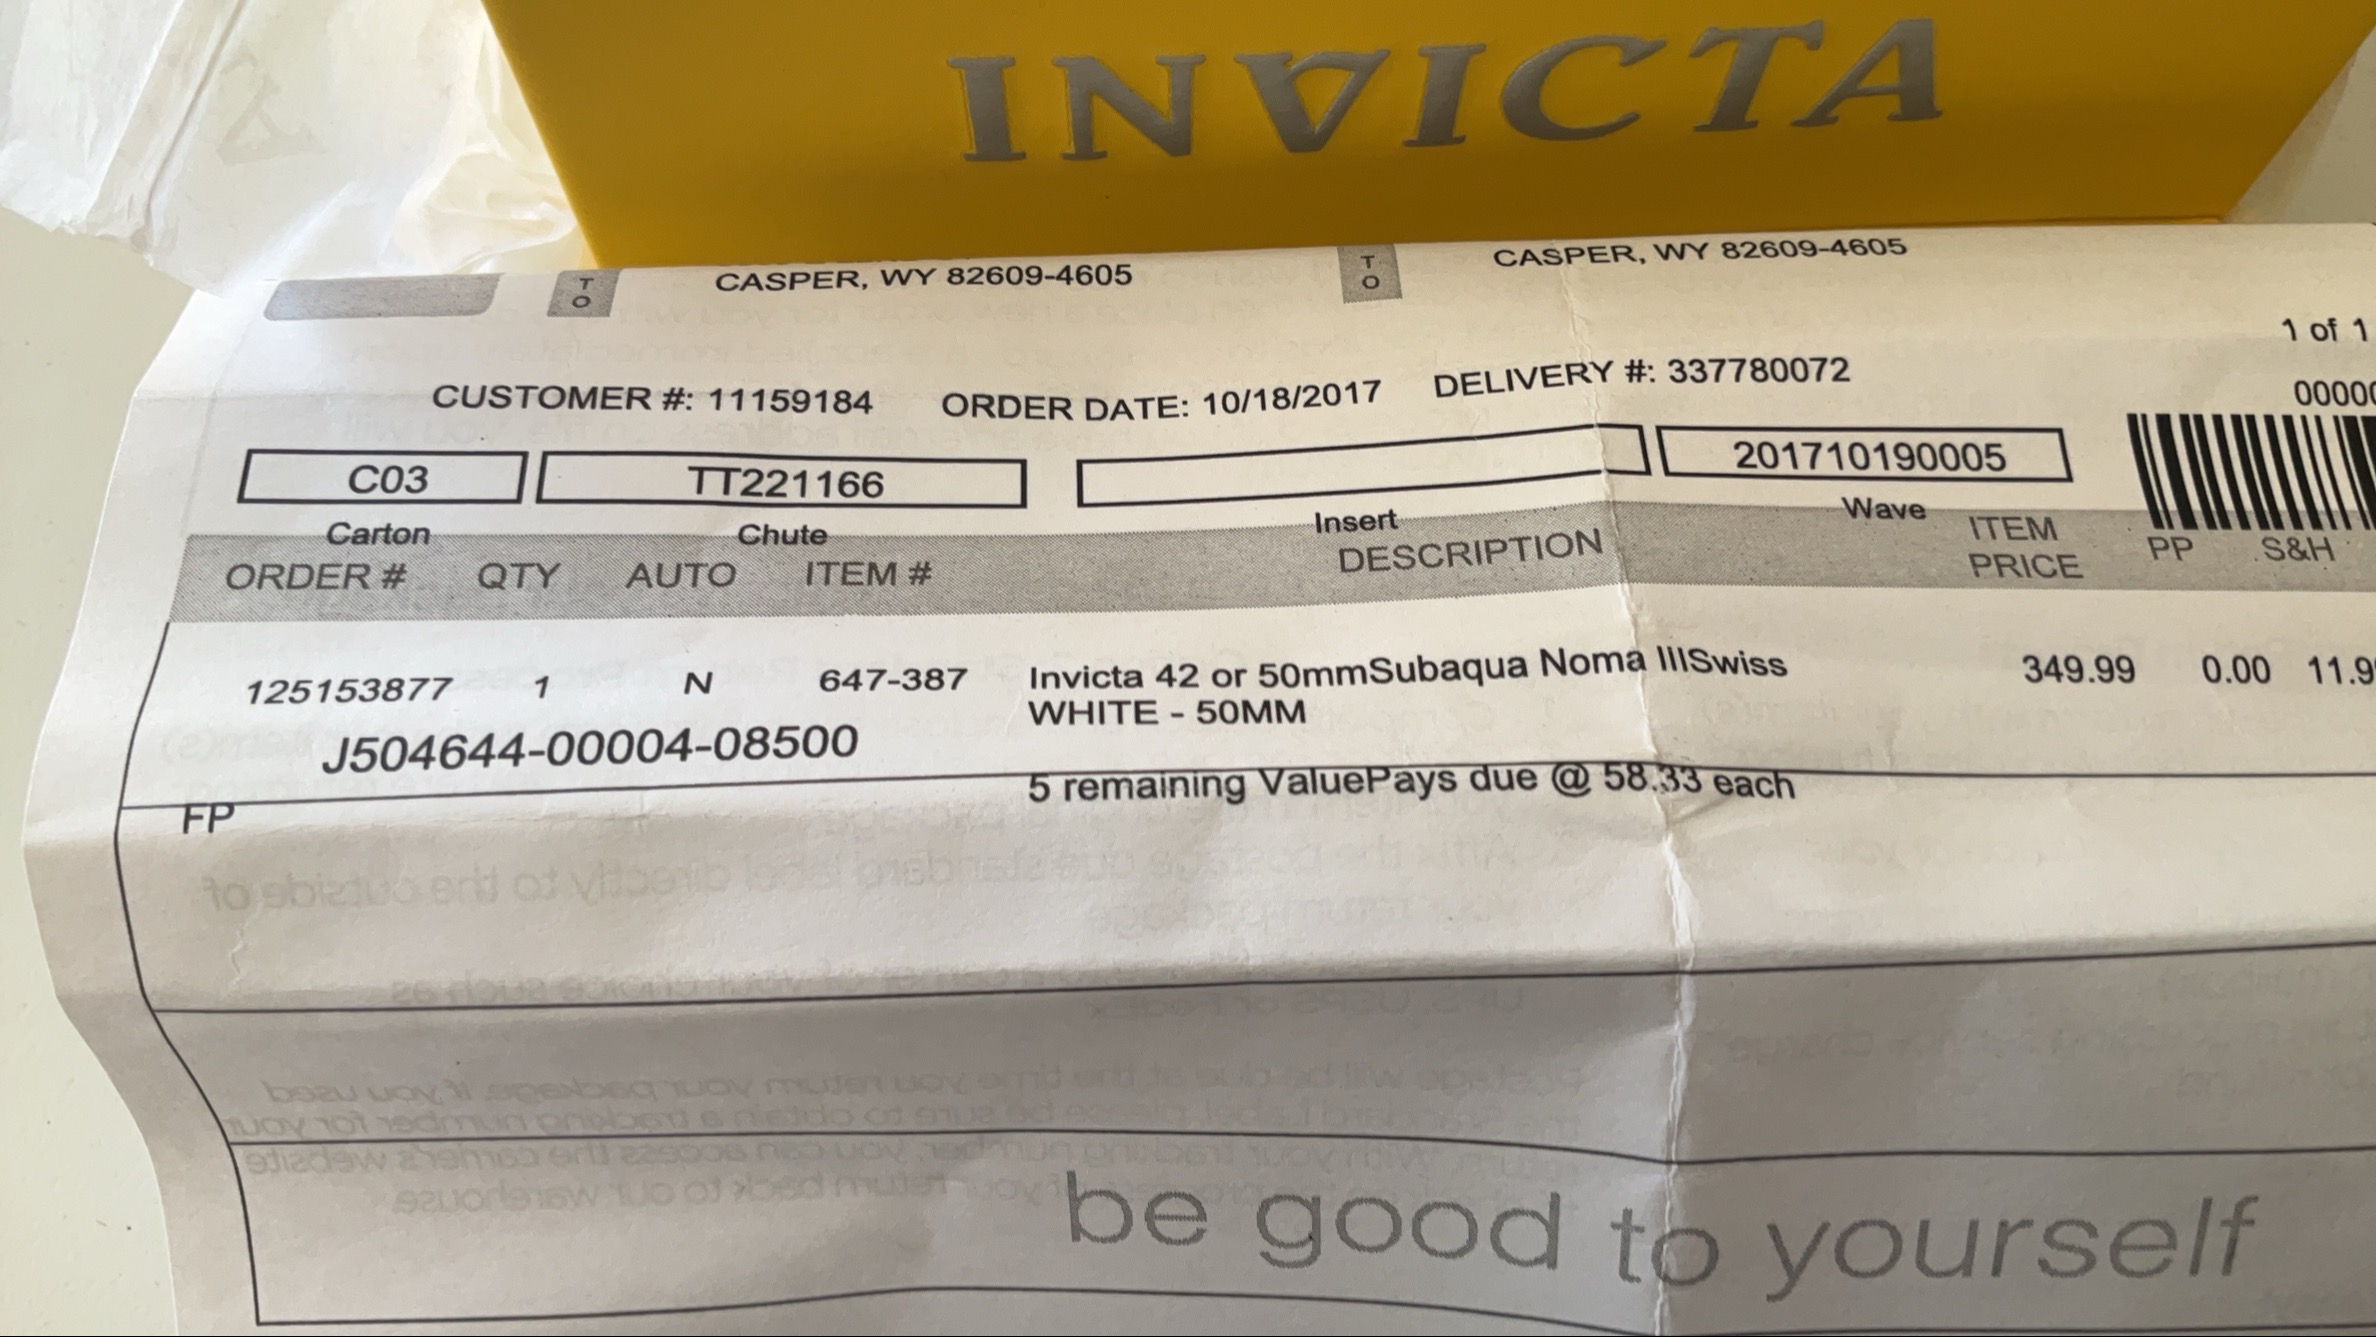 INVICTA
T
O
CASPER, WY 82609-4605
T
O
CASPER, WY 82609-4605
1 of 1
CUSTOMER #: 11159184 ORDER DATE: 10/18/2017 DELIVERY #: 337780072
C03 TT221166 201710190005
Carton Chute Insert Wave
ORDER # QTY AUTO ITEM # DESCRIPTION ITEM PRICE PP S&H
125153877 1 N 647-387 Invicta 42 or 50mmSubaqua Noma IIISwiss 349.99 0.00
WHITE - 50MM
J504644-00004-08500
5 remaining ValuePays due @ 58.33 each
FP
be good to yourself